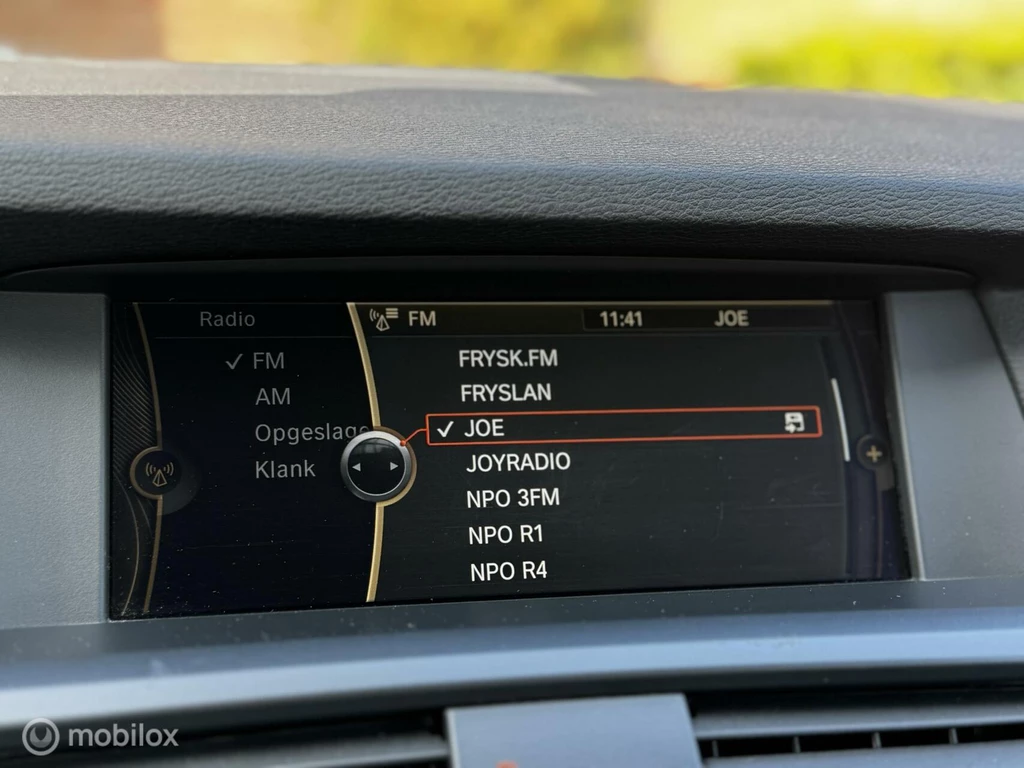 Radio
FM 11:41 JOE
FM
AM
Opgeslage
Klank
FRYSK.FM
FRYSLAN
JOE
JOYRADIO
NPO 3FM
NPO R1
NPO R4
mobilox